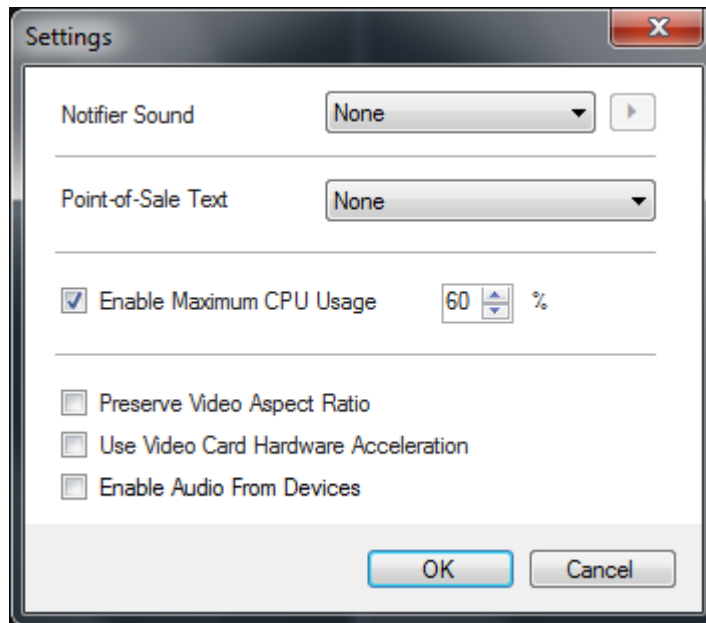 Settings
Notifier Sound None
Point-of-Sale Text None
Enable Maximum CPU Usage 60 %
Preserve Video Aspect Ratio
Use Video Card Hardware Acceleration
Enable Audio From Devices
OK Cancel